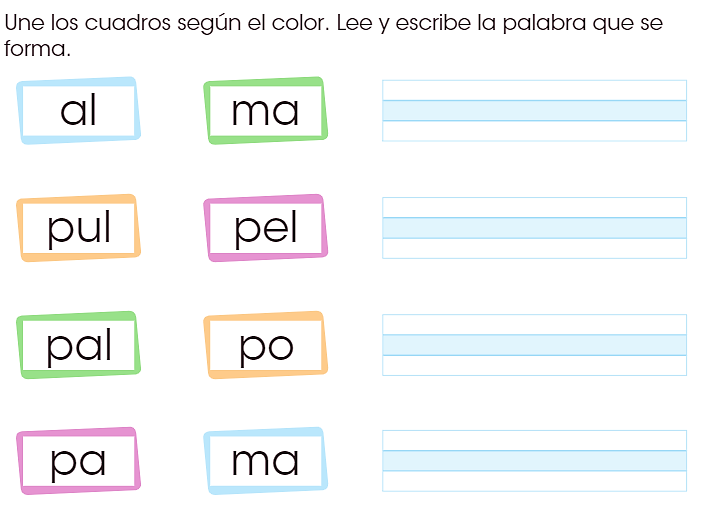 Une los cuadros según el color. Lee y escribe la palabra que se
forma.
al ma
pul pel
pal po
pa ma